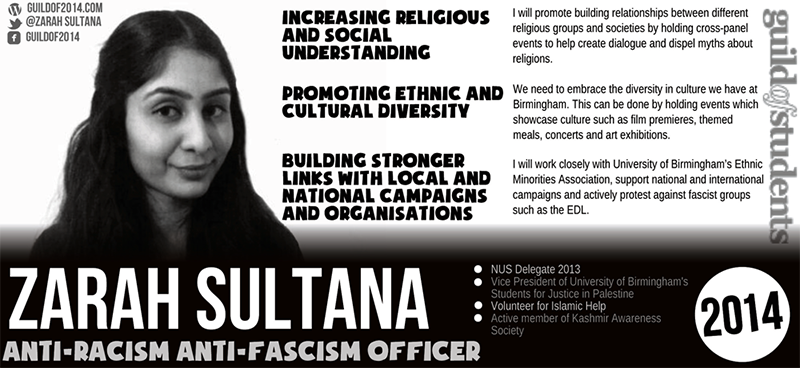 GUILDOF2014.COM
@ZARAH SULTANA
GUILDOF2014
INCREASING RELIGIOUS
AND SOCIAL
UNDERSTANDING
I will promote building relationships between different
religious groups and societies by holding cross-panel
events to help create dialogue and dispel myths about
religions.
PROMOTING ETHNIC AND
CULTURAL DIVERSITY
We need to embrace the diversity in culture we have at
Birmingham. This can be done by holding events which
showcase culture such as film premieres, themed
meals, concerts and art exhibitions.
BUILDING STRONGER
LINKS WITH LOCAL AND
NATIONAL CAMPAIGNS
AND ORGANISATIONS
I will work closely with University of Birmingham's Ethnic
Minorities Association, support national and international
campaigns and actively protest against fascist groups
such as the EDL.
guildofstudents
ZARAH SULTANA
ANTI-RACISM ANTI-FASCISM OFFICER
NUS Delegate 2013
Vice President of University of Birmingham's
Students for Justice in Palestine
Volunteer for Islamic Help
Active member of Kashmir Awareness
Society
2014